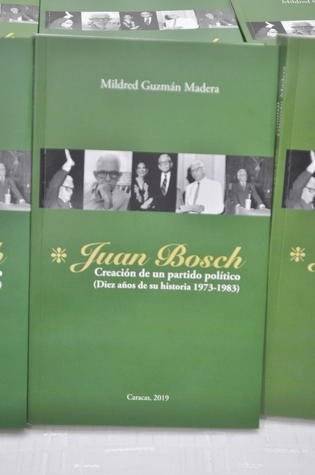 Mildred Guzmán Madera
Juan Bosch
Creación de un partido político
(Diez años de su historia 1973-1983)
Caracas, 2019